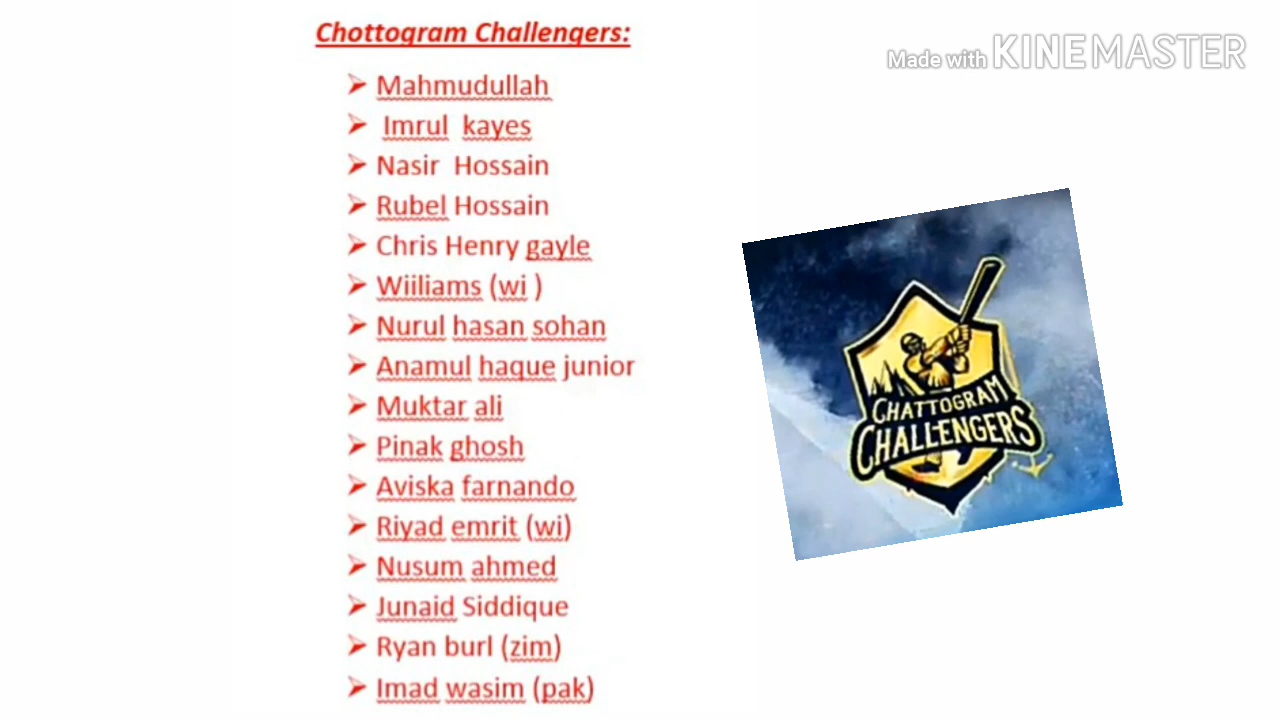 Chottogram Challengers:
Made with KINEMASTER
➢ Mahmudullah
➢ Imrul kayes
➢ Nasir Hossain
➢ Rubel Hossain
➢ Chris Henry gayle
➢ Wiiliams (wi )
➢ Nurul hasan sohan
➢ Anamul haque junior
➢ Muktar ali
➢ Pinak ghosh
➢ Aviska farnando
➢ Riyad emrit (wi)
➢ Nusum ahmed
➢ Junaid Siddique
➢ Ryan burl (zim)
➢ Imad wasim (pak)
CHATTOGRAM
CHALLENGERS